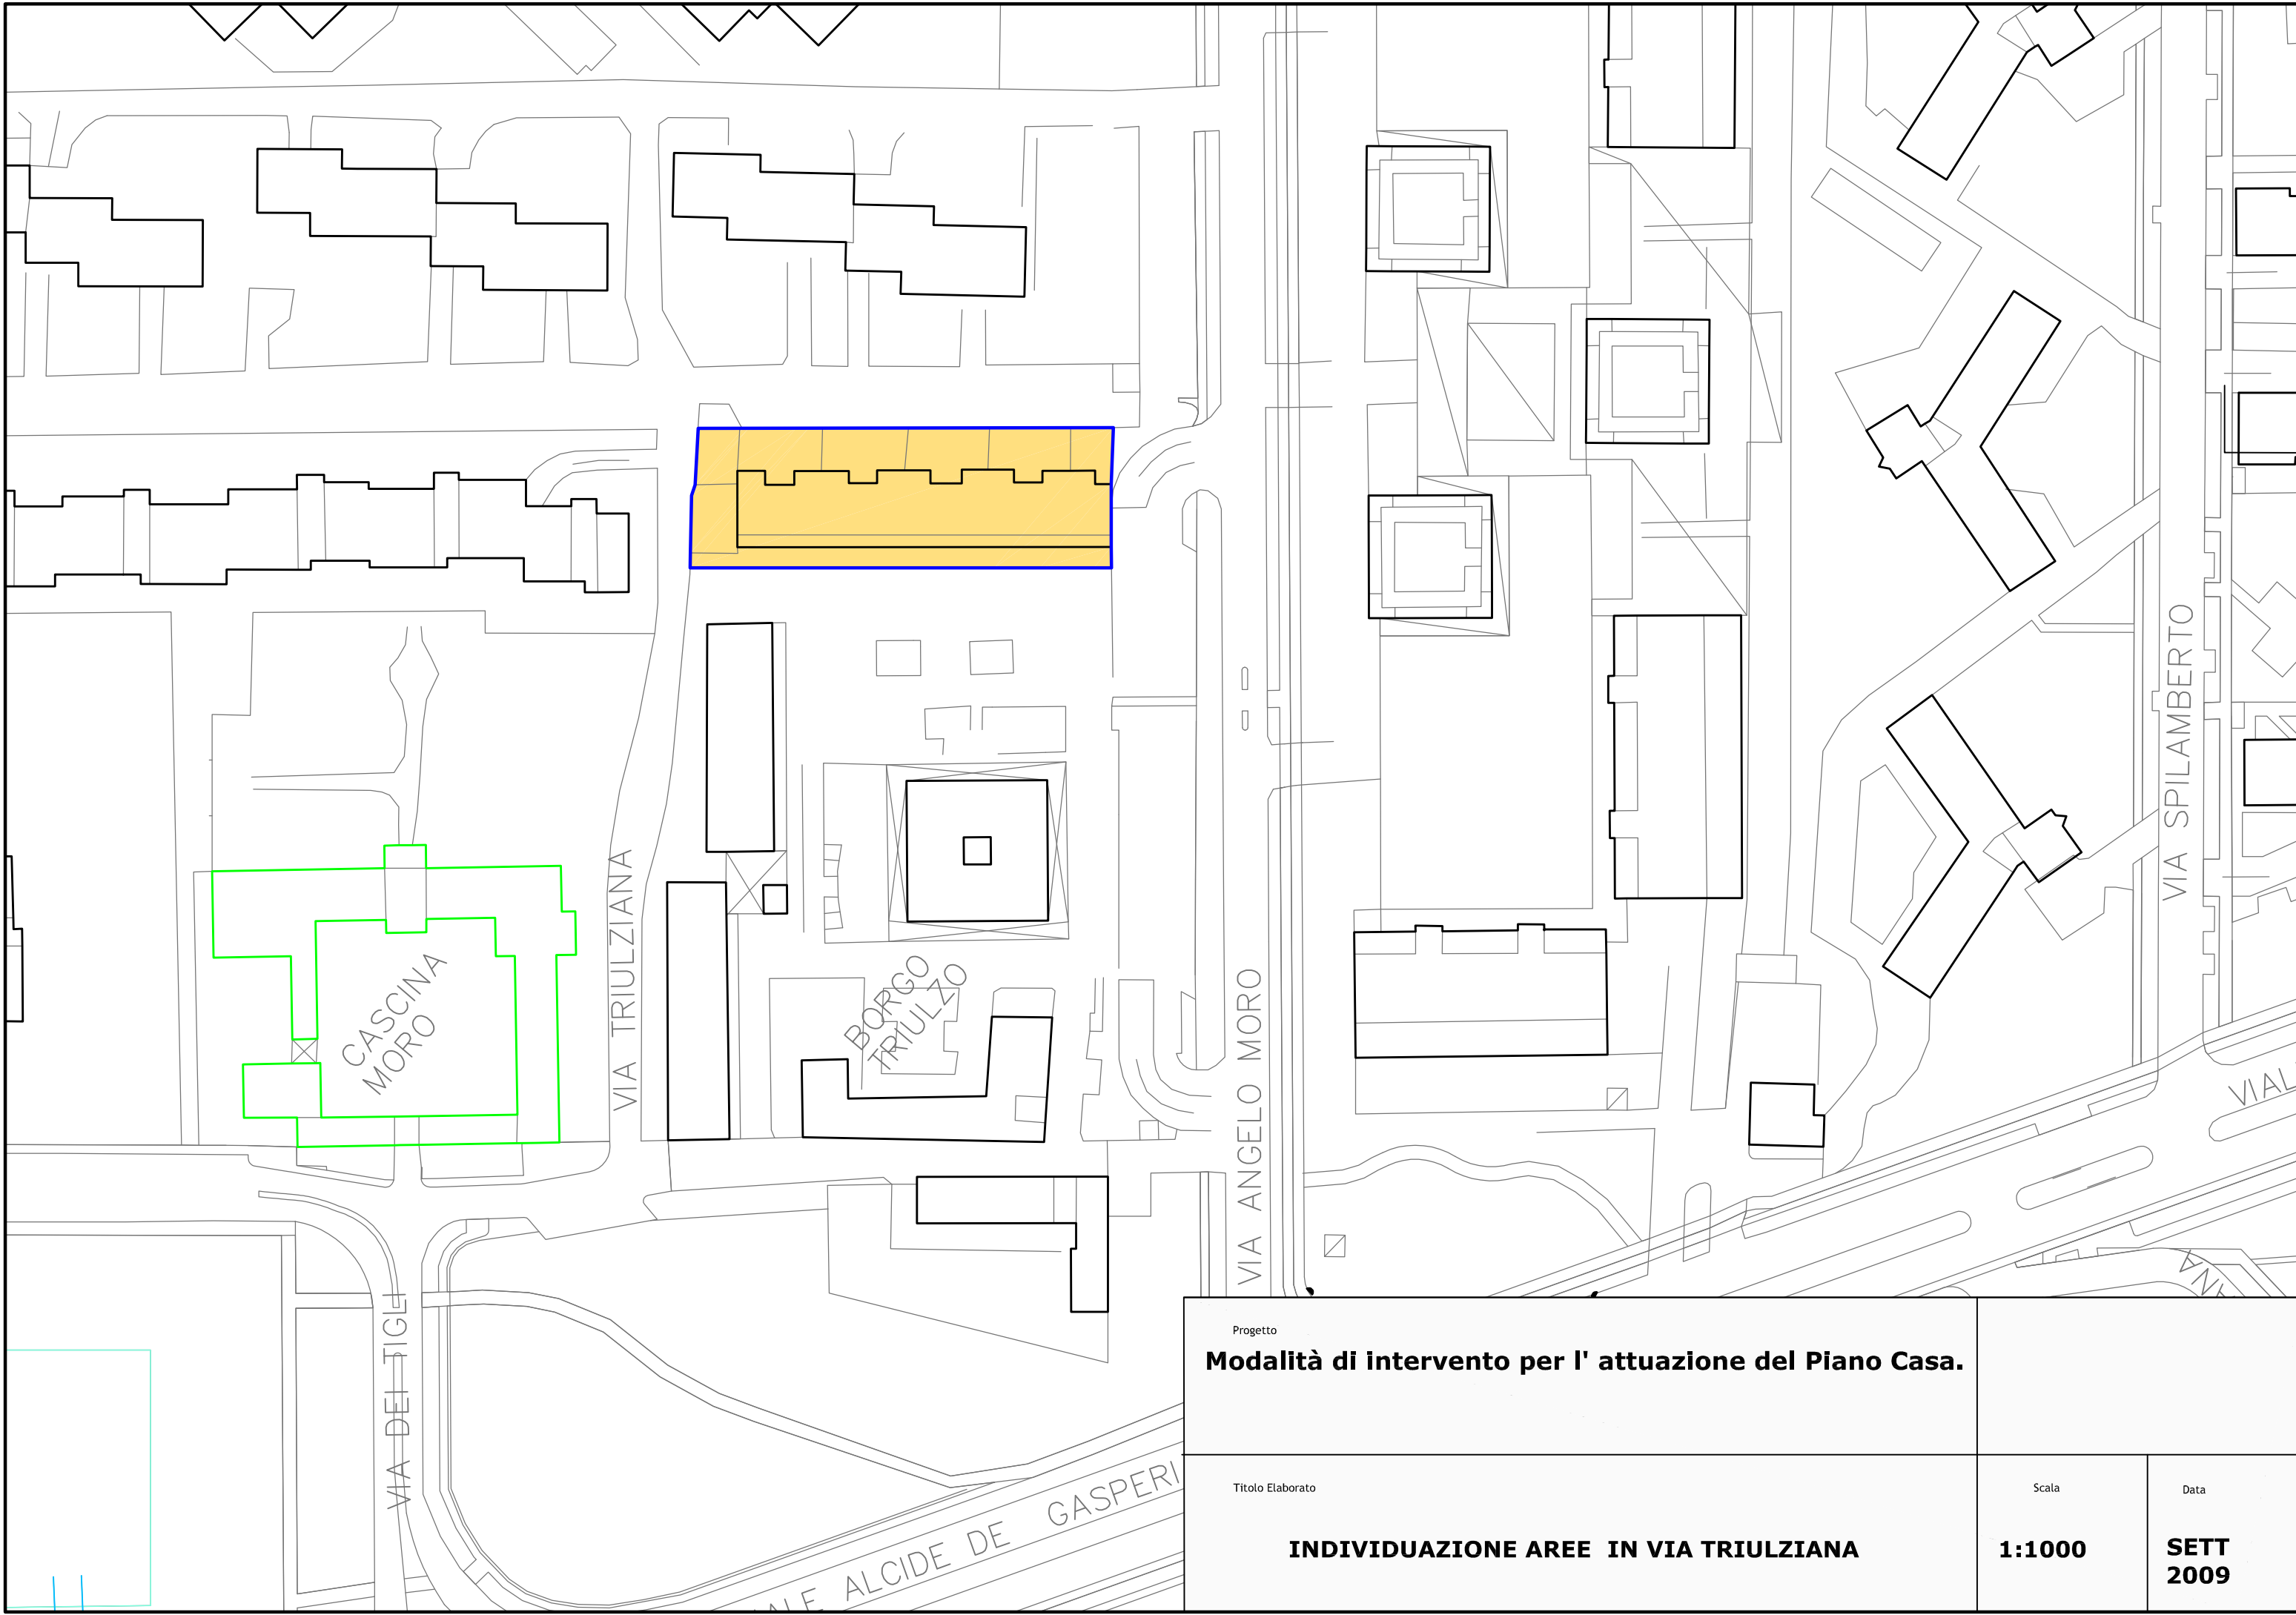 VIA SPILAMBERTO
VIA TRIULZIANA
CASCINA
MORO
BORGO
TRIULZO
VIA ANGELO MORO
VIAL
VIA DEI TIGLI
ALE ALCIDE DE GASPERI
Progetto
Modalità di intervento per l' attuazione del Piano Casa.
Titolo Elaborato
INDIVIDUAZIONE AREE IN VIA TRIULZIANA
Scala
1:1000
Data
SETT
2009